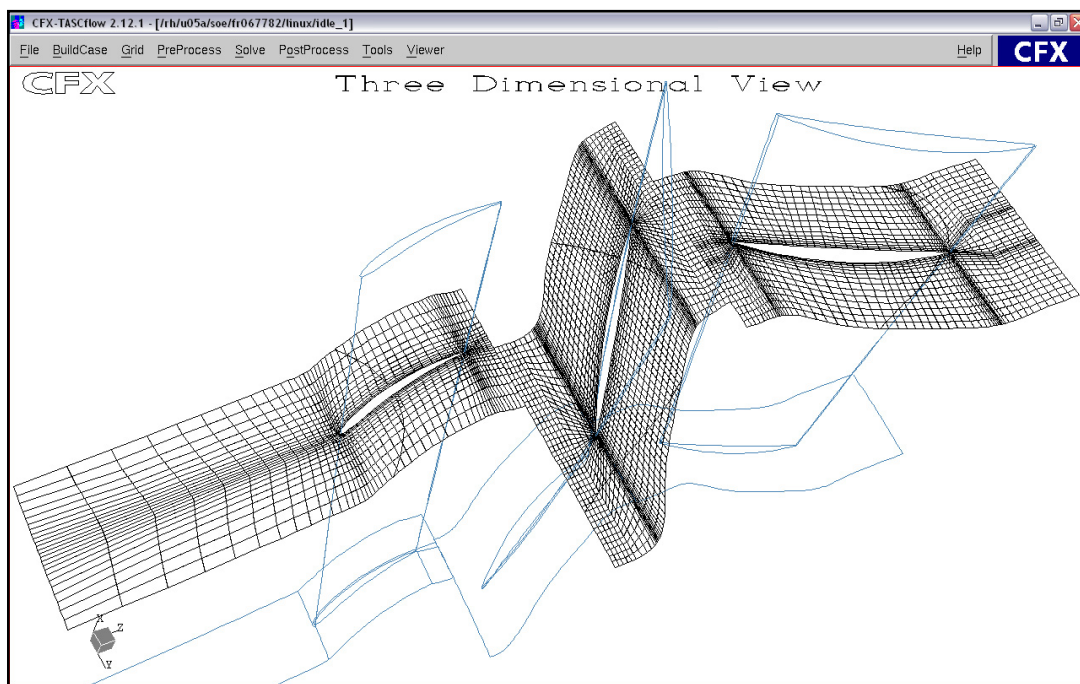 CFX-TASCflow 2.12.1 - [/rh/u05a/soe/fr067782/linux/idle_1]
File BuildCase Grid PreProcess Solve PostProcess Tools Viewer Help CFX
CFX Three Dimensional View
X
Z
Y